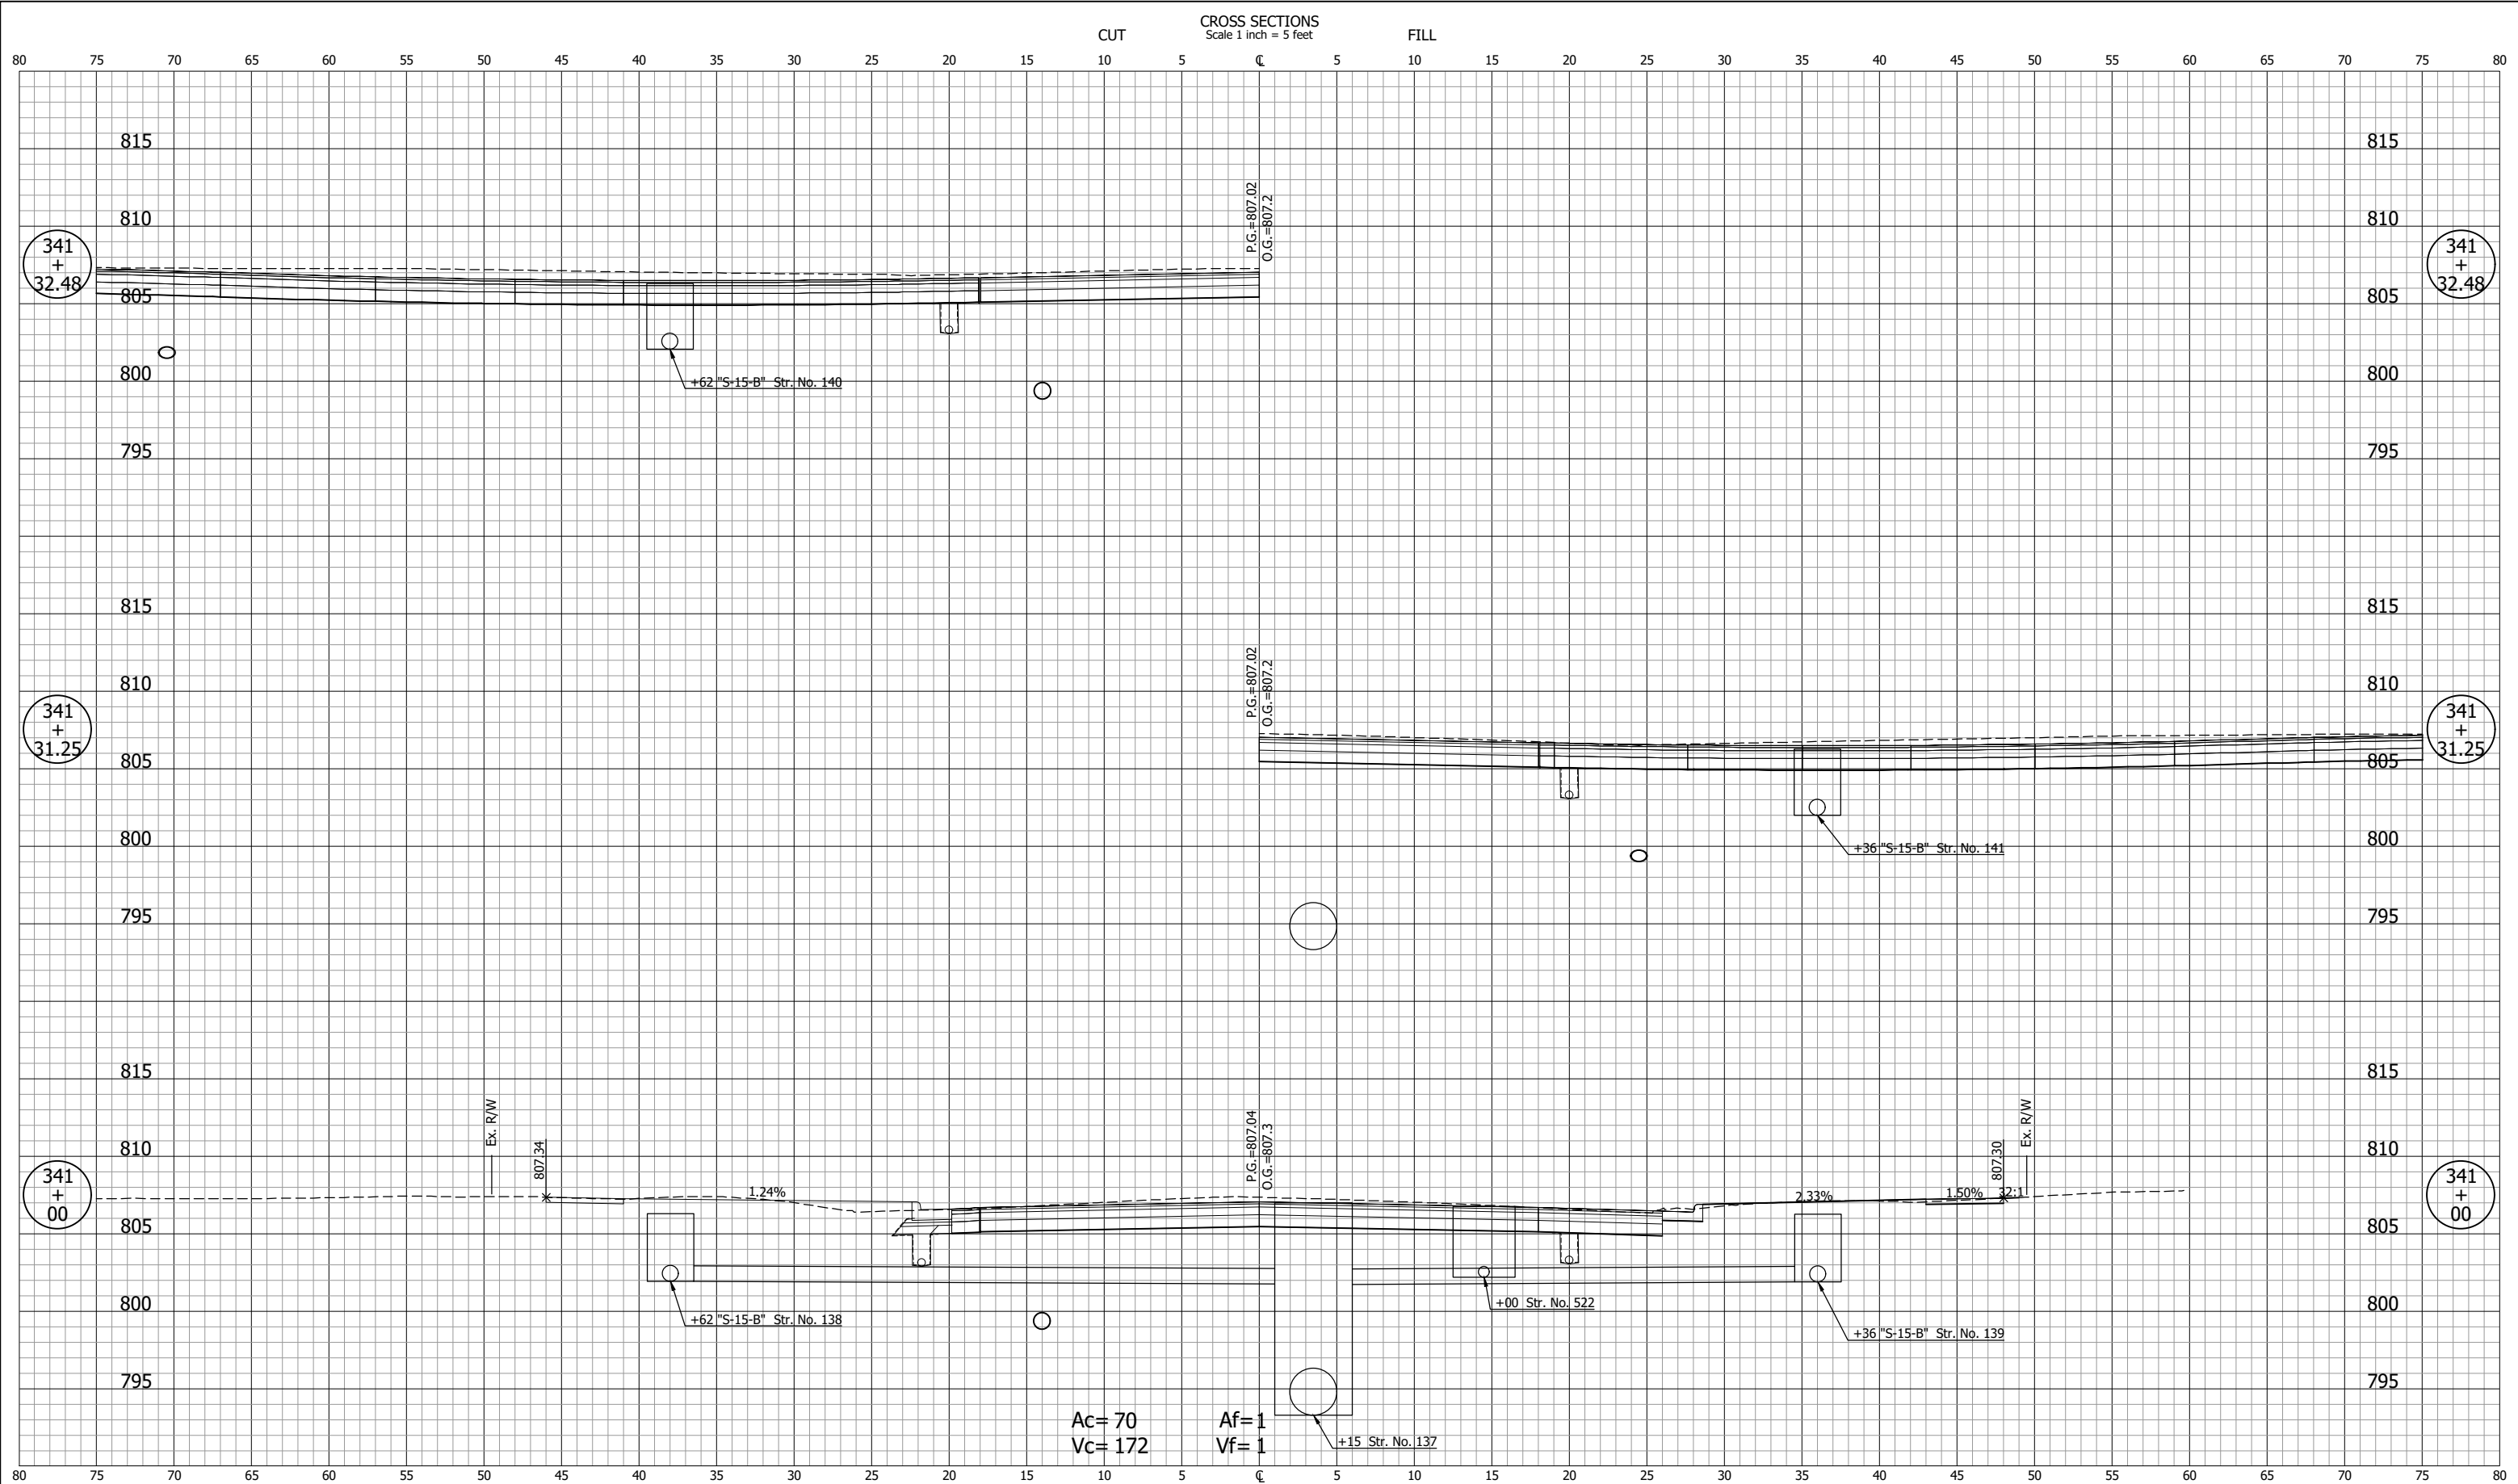 CROSS SECTIONS
CUT Scale 1 inch = 5 feet FILL
80 75 70 65 60 55 50 45 40 35 30 25 20 15 10 5 ℄ 5 10 15 20 25 30 35 40 45 50 55 60 65 70 75 80
815 815
P.G.=807.02
O.G.=807.2
810 810
341
+
32.48
341
+
32.48
805 805
800 800
+62 "S-15-B" Str. No. 140
795 795
815 815
P.G.=807.02
O.G.=807.2
810 810
341
+
31.25
341
+
31.25
805 805
800 800
+36 "S-15-B" Str. No. 141
795 795
815 815
Ex. R/W
807.34
P.G.=807.04
O.G.=807.3
807.30
Ex. R/W
810 810
341
+
00
341
+
00
1.24% 2.33% 1.50% 32:1
805 805
800 800
+00 Str. No. 522
+62 "S-15-B" Str. No. 138
+36 "S-15-B" Str. No. 139
795 795
Ac= 70 Af= 1
Vc= 172 Vf= 1
+15 Str. No. 137
80 75 70 65 60 55 50 45 40 35 30 25 20 15 10 5 ℄ 5 10 15 20 25 30 35 40 45 50 55 60 65 70 75 80